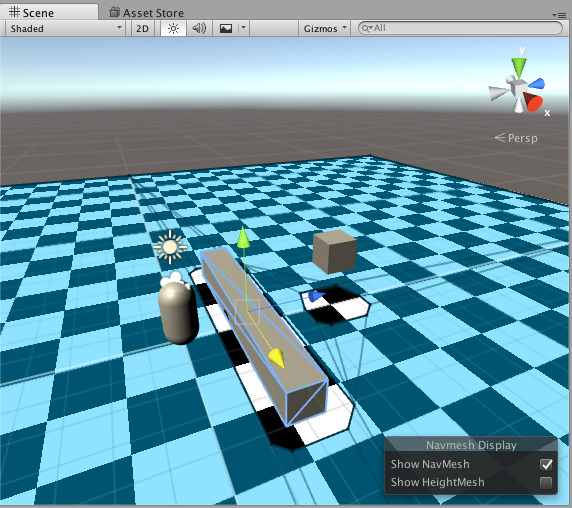 Scene
Asset Store
Shaded
2D
Gizmos
All
y
x
Persp
Navmesh Display
Show NavMesh
Show HeightMesh